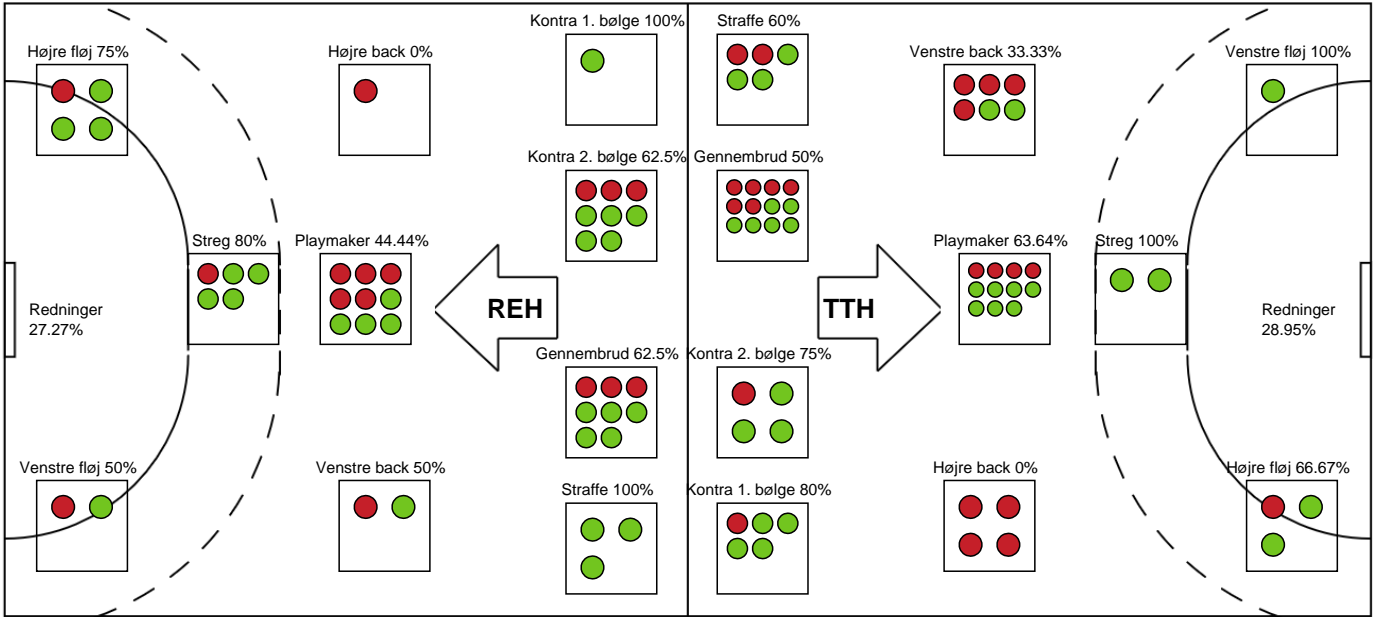 Kontra 1. bølge 100%
Straffe 60%
Højre fløj 75%
Højre back 0%
Venstre back 33.33%
Venstre fløj 100%
Kontra 2. bølge 62.5%
Gennembrud 50%
Streg 80%
Playmaker 44.44%
Playmaker 63.64%
Streg 100%
Redninger
27.27%
REH
TTH
Redninger
28.95%
Gennembrud 62.5%
Kontra 2. bølge 75%
Venstre fløj 50%
Venstre back 50%
Straffe 100%
Kontra 1. bølge 80%
Højre back 0%
Højre fløj 66.67%